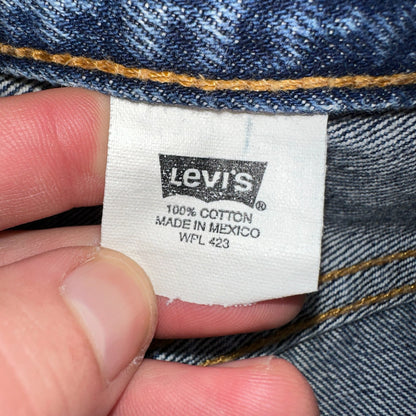 Levi's
®
100% COTTON
MADE IN MEXICO
WPL 423